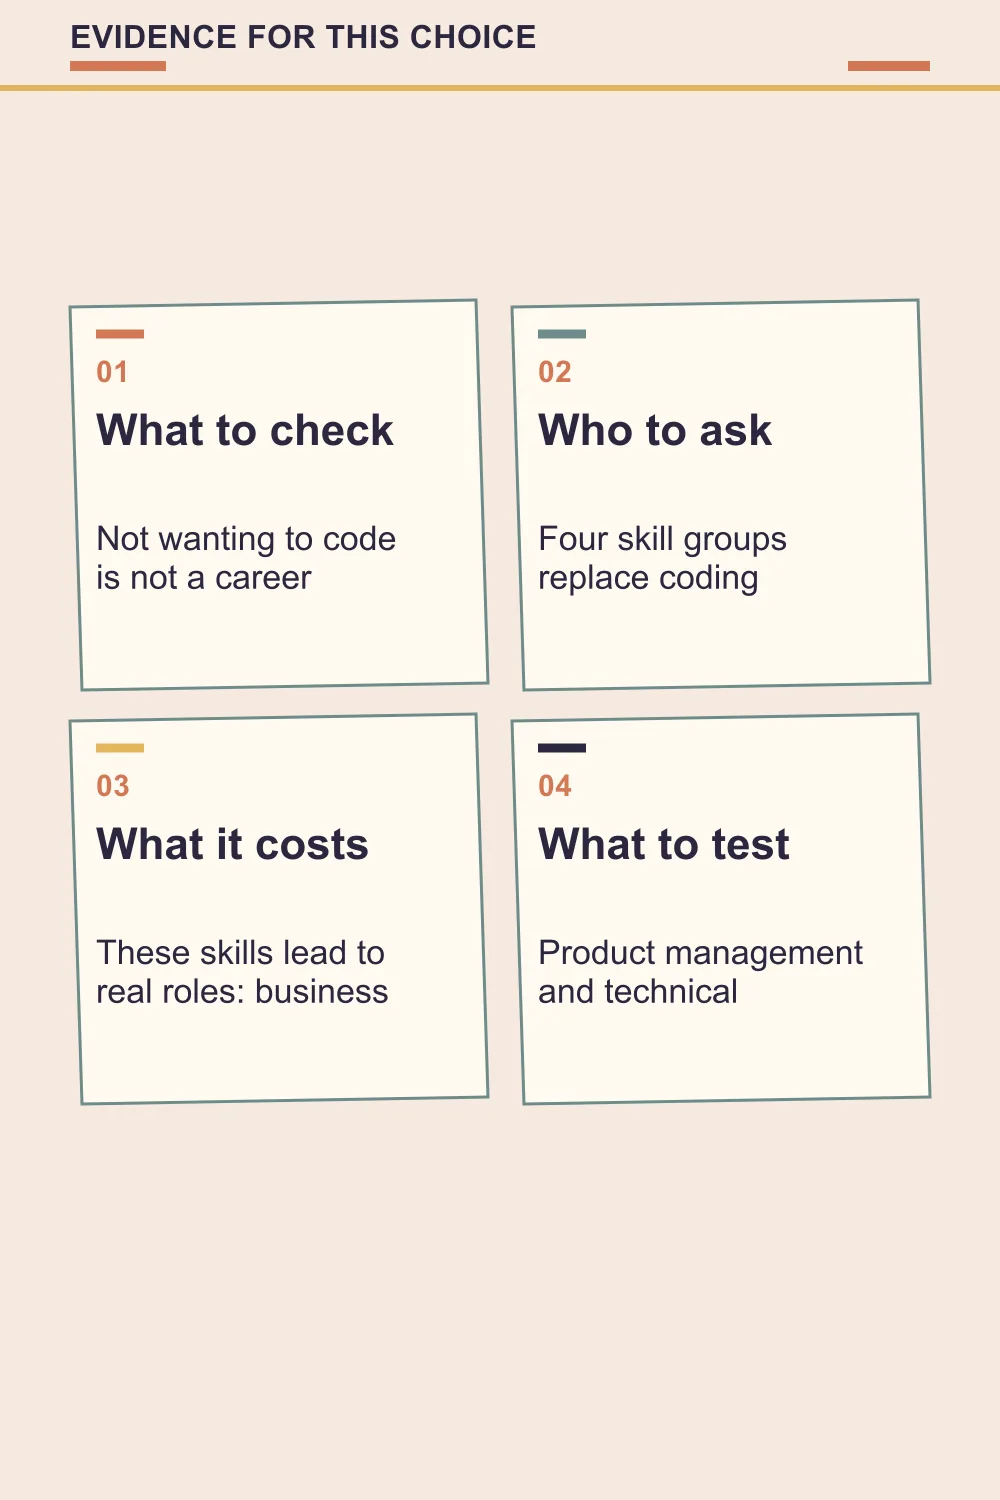 EVIDENCE FOR THIS CHOICE
01
What to check
Not wanting to code
is not a career
02
Who to ask
Four skill groups
replace coding
03
What it costs
These skills lead to
real roles: business
04
What to test
Product management
and technical